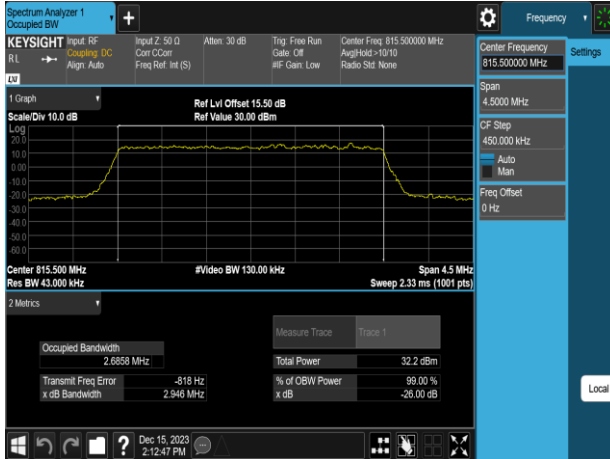 Spectrum Analyzer 1
Occupied BW
+
Frequency
KEYSIGHT
RL
LXI
Input: RF
Coupling: DC
Align: Auto
Input Z: 50 Ω
Corr CCorr
Freq Ref: Int (S)
Atten: 30 dB
Trig: Free Run
Gate: Off
#IF Gain: Low
Center Freq: 815.500000 MHz
Avg|Hold:>10/10
Radio Std: None
Center Frequency
815.500000 MHz
Settings
Span
4.5000 MHz
CF Step
450.000 kHz
Auto
Man
Freq Offset
0 Hz
Local
1 Graph
Scale/Div 10.0 dB
Ref Lvl Offset 15.50 dB
Ref Value 30.00 dBm
Log
20.0
10.0
0.00
-10.0
-20.0
-30.0
-40.0
-50.0
-60.0
Center 815.500 MHz
#Video BW 130.00 kHz
Span 4.5 MHz
Res BW 43.000 kHz
Sweep 2.33 ms (1001 pts)
2 Metrics
Measure Trace
Trace 1
Occupied Bandwidth
2.6858 MHz
Total Power
32.2 dBm
Transmit Freq Error
-818 Hz
% of OBW Power
99.00 %
x dB Bandwidth
2.946 MHz
x dB
-26.00 dB
?
Dec 15, 2023
2:12:47 PM